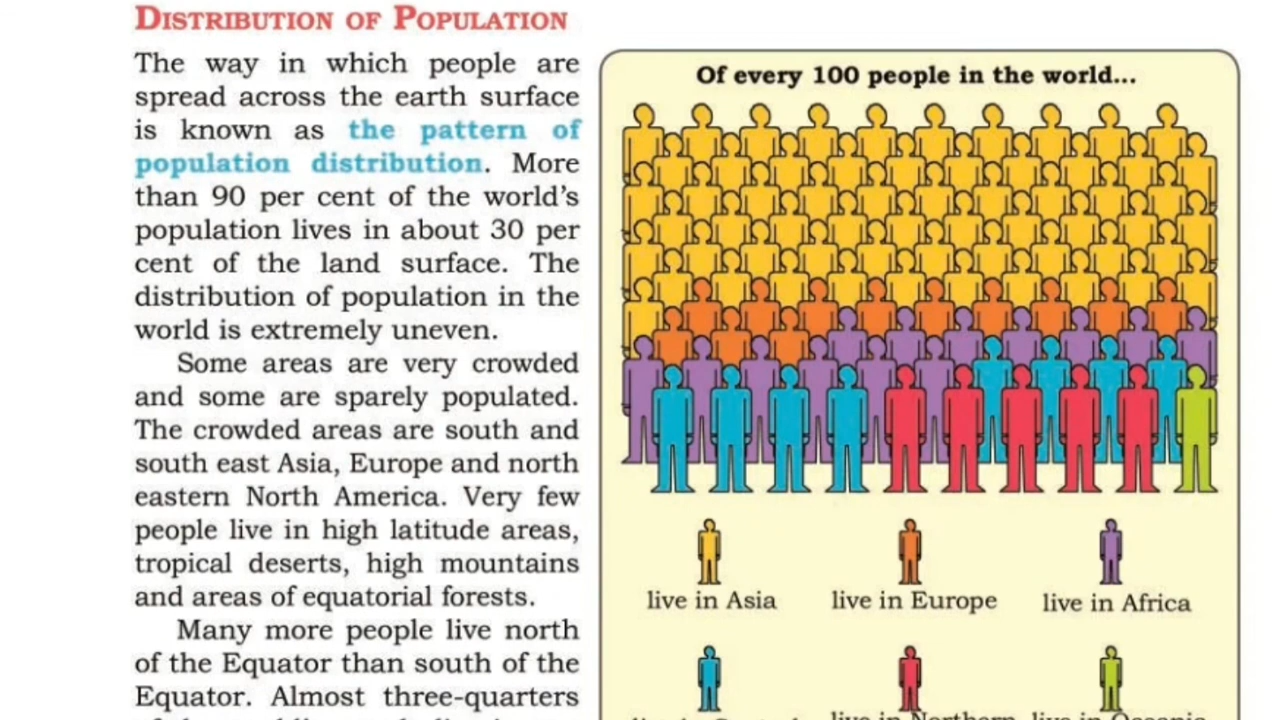 DISTRIBUTION OF POPULATION
The way in which people are
spread across the earth surface
is known as the pattern of
population distribution. More
than 90 per cent of the world's
population lives in about 30 per
cent of the land surface. The
distribution of population in the
world is extremely uneven.
Some areas are very crowded
and some are sparely populated.
The crowded areas are south and
south east Asia, Europe and north
eastern North America. Very few
people live in high latitude areas,
tropical deserts, high mountains
and areas of equatorial forests.
Many more people live north
of the Equator than south of the
Equator. Almost three-quarters
Of every 100 people in the world...
live in Asia
live in Europe
live in Africa
live in Northern
live in Oceania